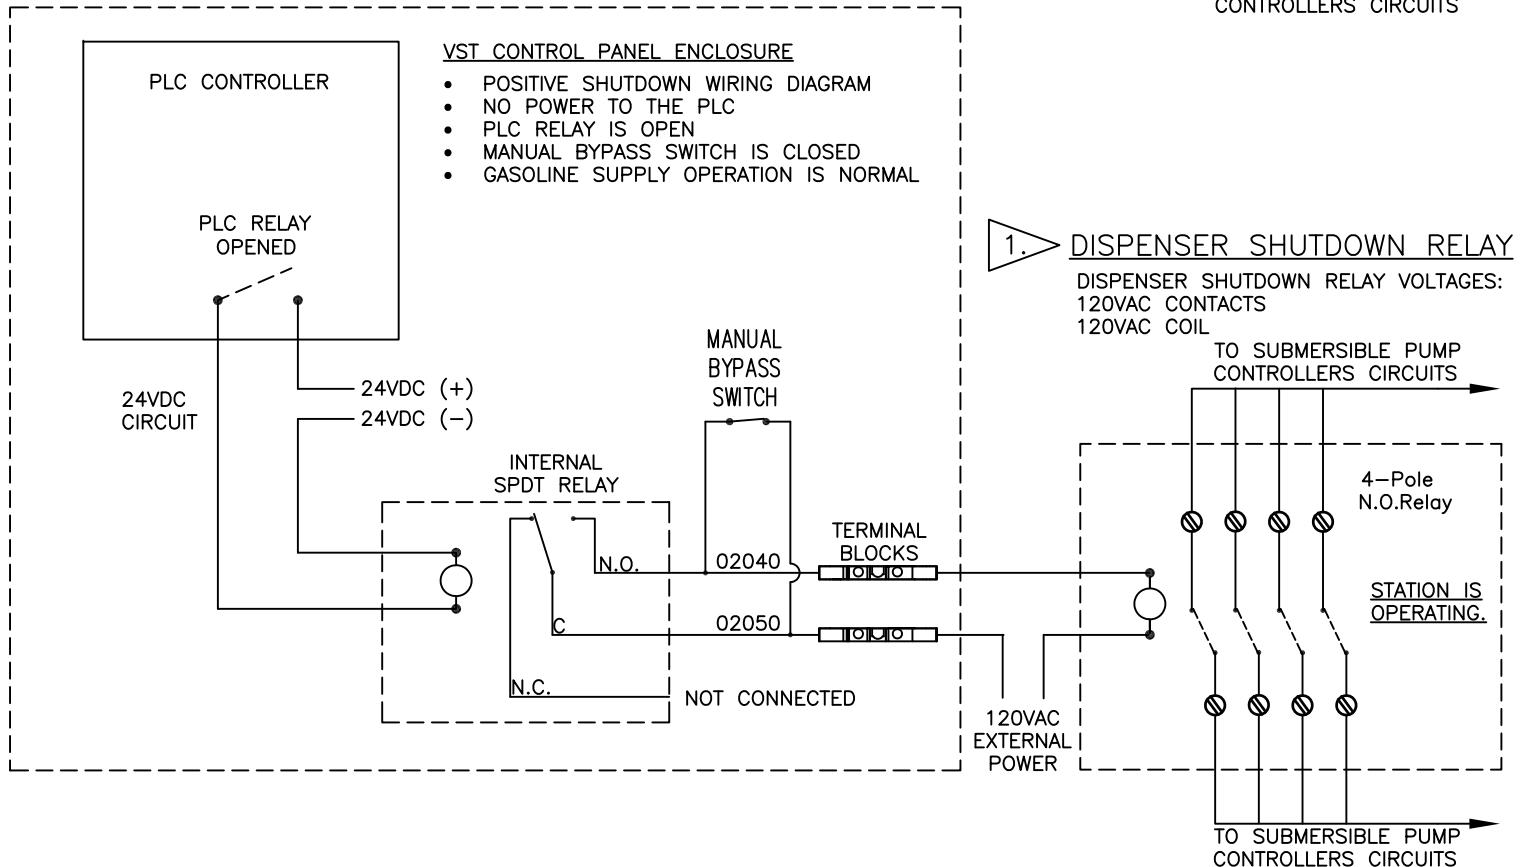 CONTROLLERS CIRCUITS
VST CONTROL PANEL ENCLOSURE
• POSITIVE SHUTDOWN WIRING DIAGRAM
• NO POWER TO THE PLC
• PLC RELAY IS OPEN
• MANUAL BYPASS SWITCH IS CLOSED
• GASOLINE SUPPLY OPERATION IS NORMAL
PLC CONTROLLER
PLC RELAY
OPENED
24VDC
CIRCUIT
24VDC (+)
24VDC (−)
INTERNAL
SPDT RELAY
N.O.
C
N.C.
NOT CONNECTED
MANUAL
BYPASS
SWITCH
02040
02050
TERMINAL
BLOCKS
120VAC
EXTERNAL
POWER
1.
DISPENSER SHUTDOWN RELAY
DISPENSER SHUTDOWN RELAY VOLTAGES:
120VAC CONTACTS
120VAC COIL
TO SUBMERSIBLE PUMP
CONTROLLERS CIRCUITS
4−Pole
N.O.Relay
STATION IS
OPERATING.
TO SUBMERSIBLE PUMP
CONTROLLERS CIRCUITS